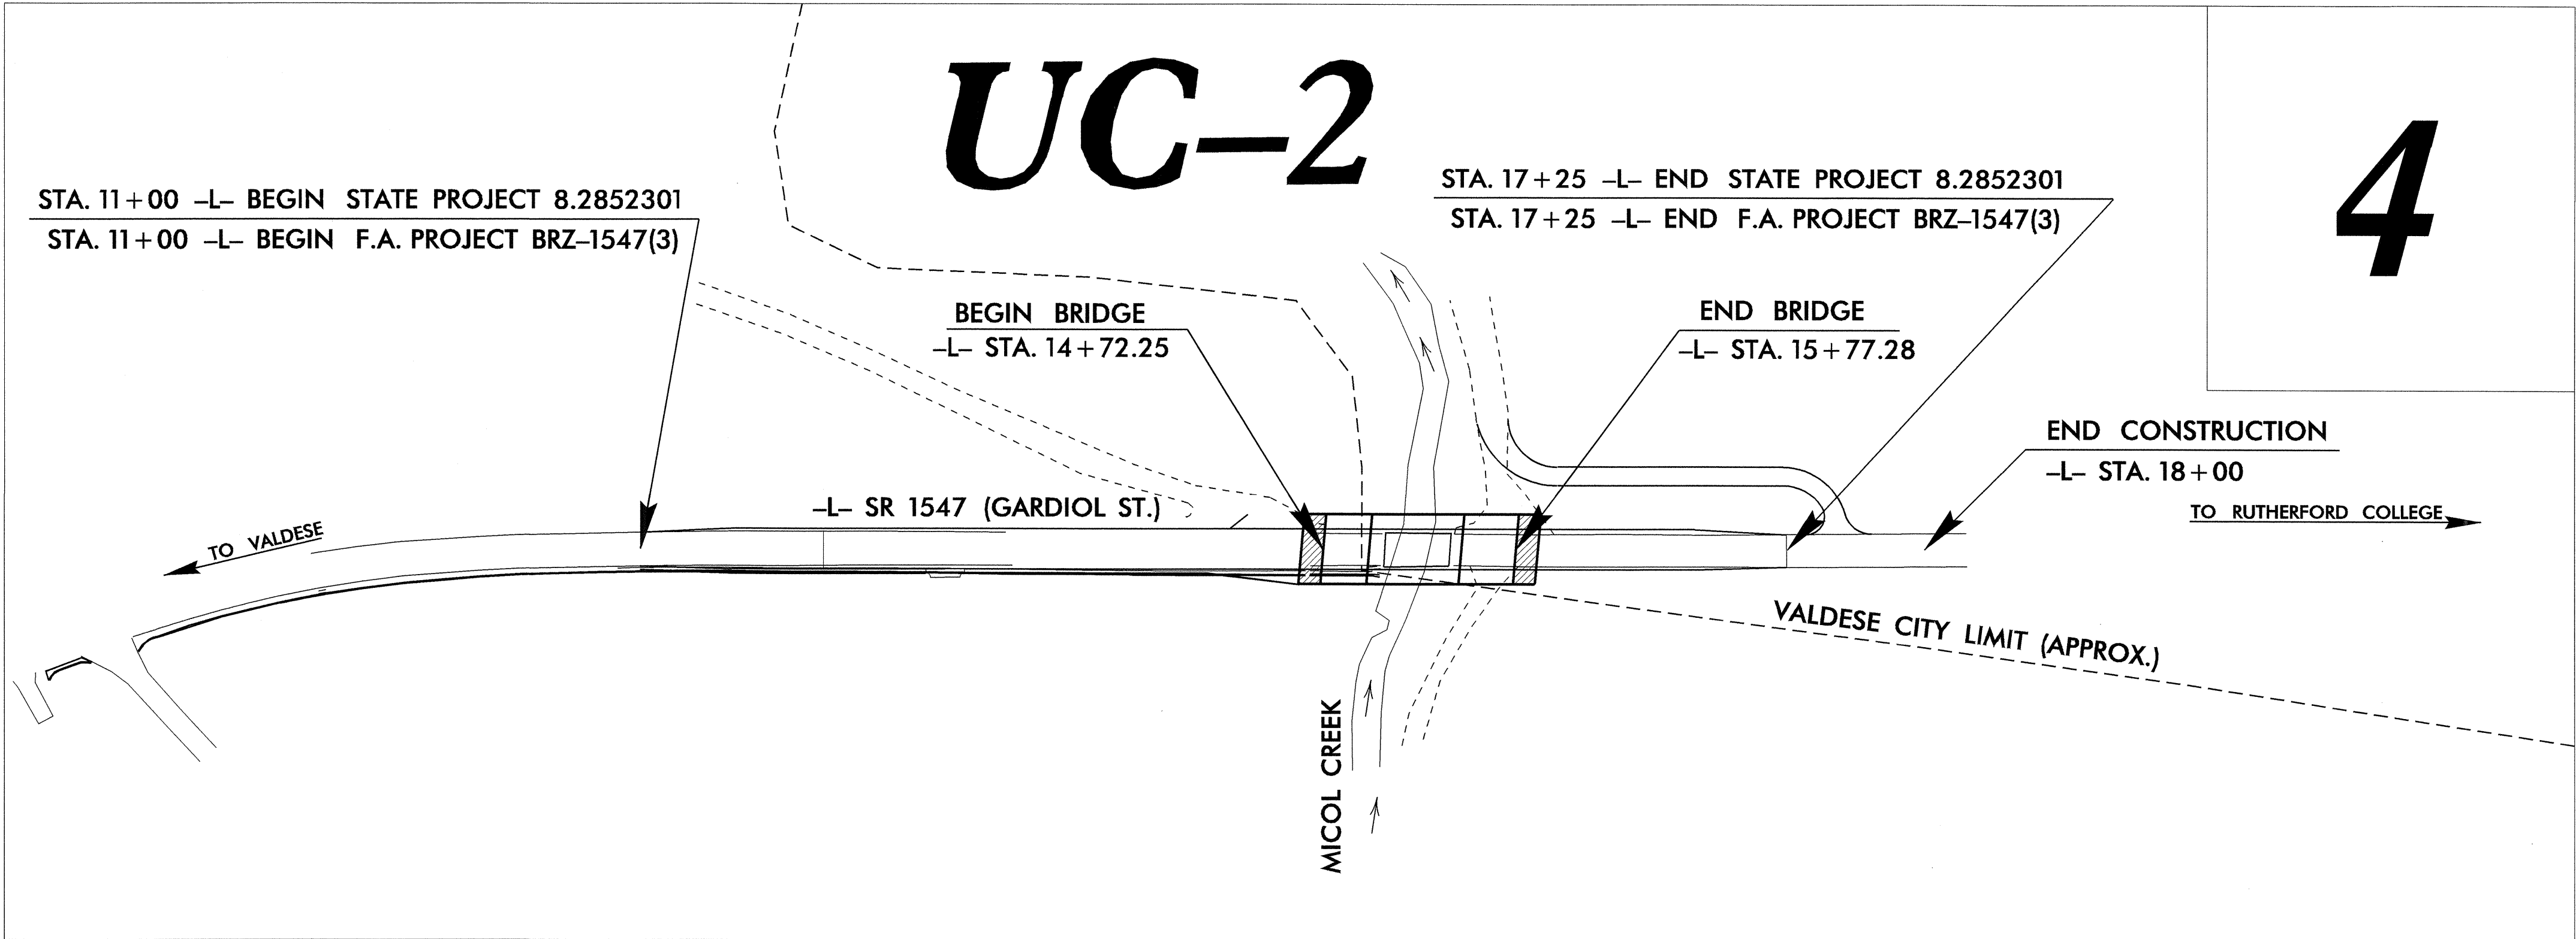 UC–2
4
STA. 11+00 –L– BEGIN STATE PROJECT 8.2852301
STA. 11+00 –L– BEGIN F.A. PROJECT BRZ–1547(3)
STA. 17+25 –L– END STATE PROJECT 8.2852301
STA. 17+25 –L– END F.A. PROJECT BRZ–1547(3)
BEGIN BRIDGE
–L– STA. 14+72.25
END BRIDGE
–L– STA. 15+77.28
END CONSTRUCTION
–L– STA. 18+00
TO RUTHERFORD COLLEGE
–L– SR 1547 (GARDIOL ST.)
TO VALDESE
VALDESE CITY LIMIT (APPROX.)
MICOL CREEK